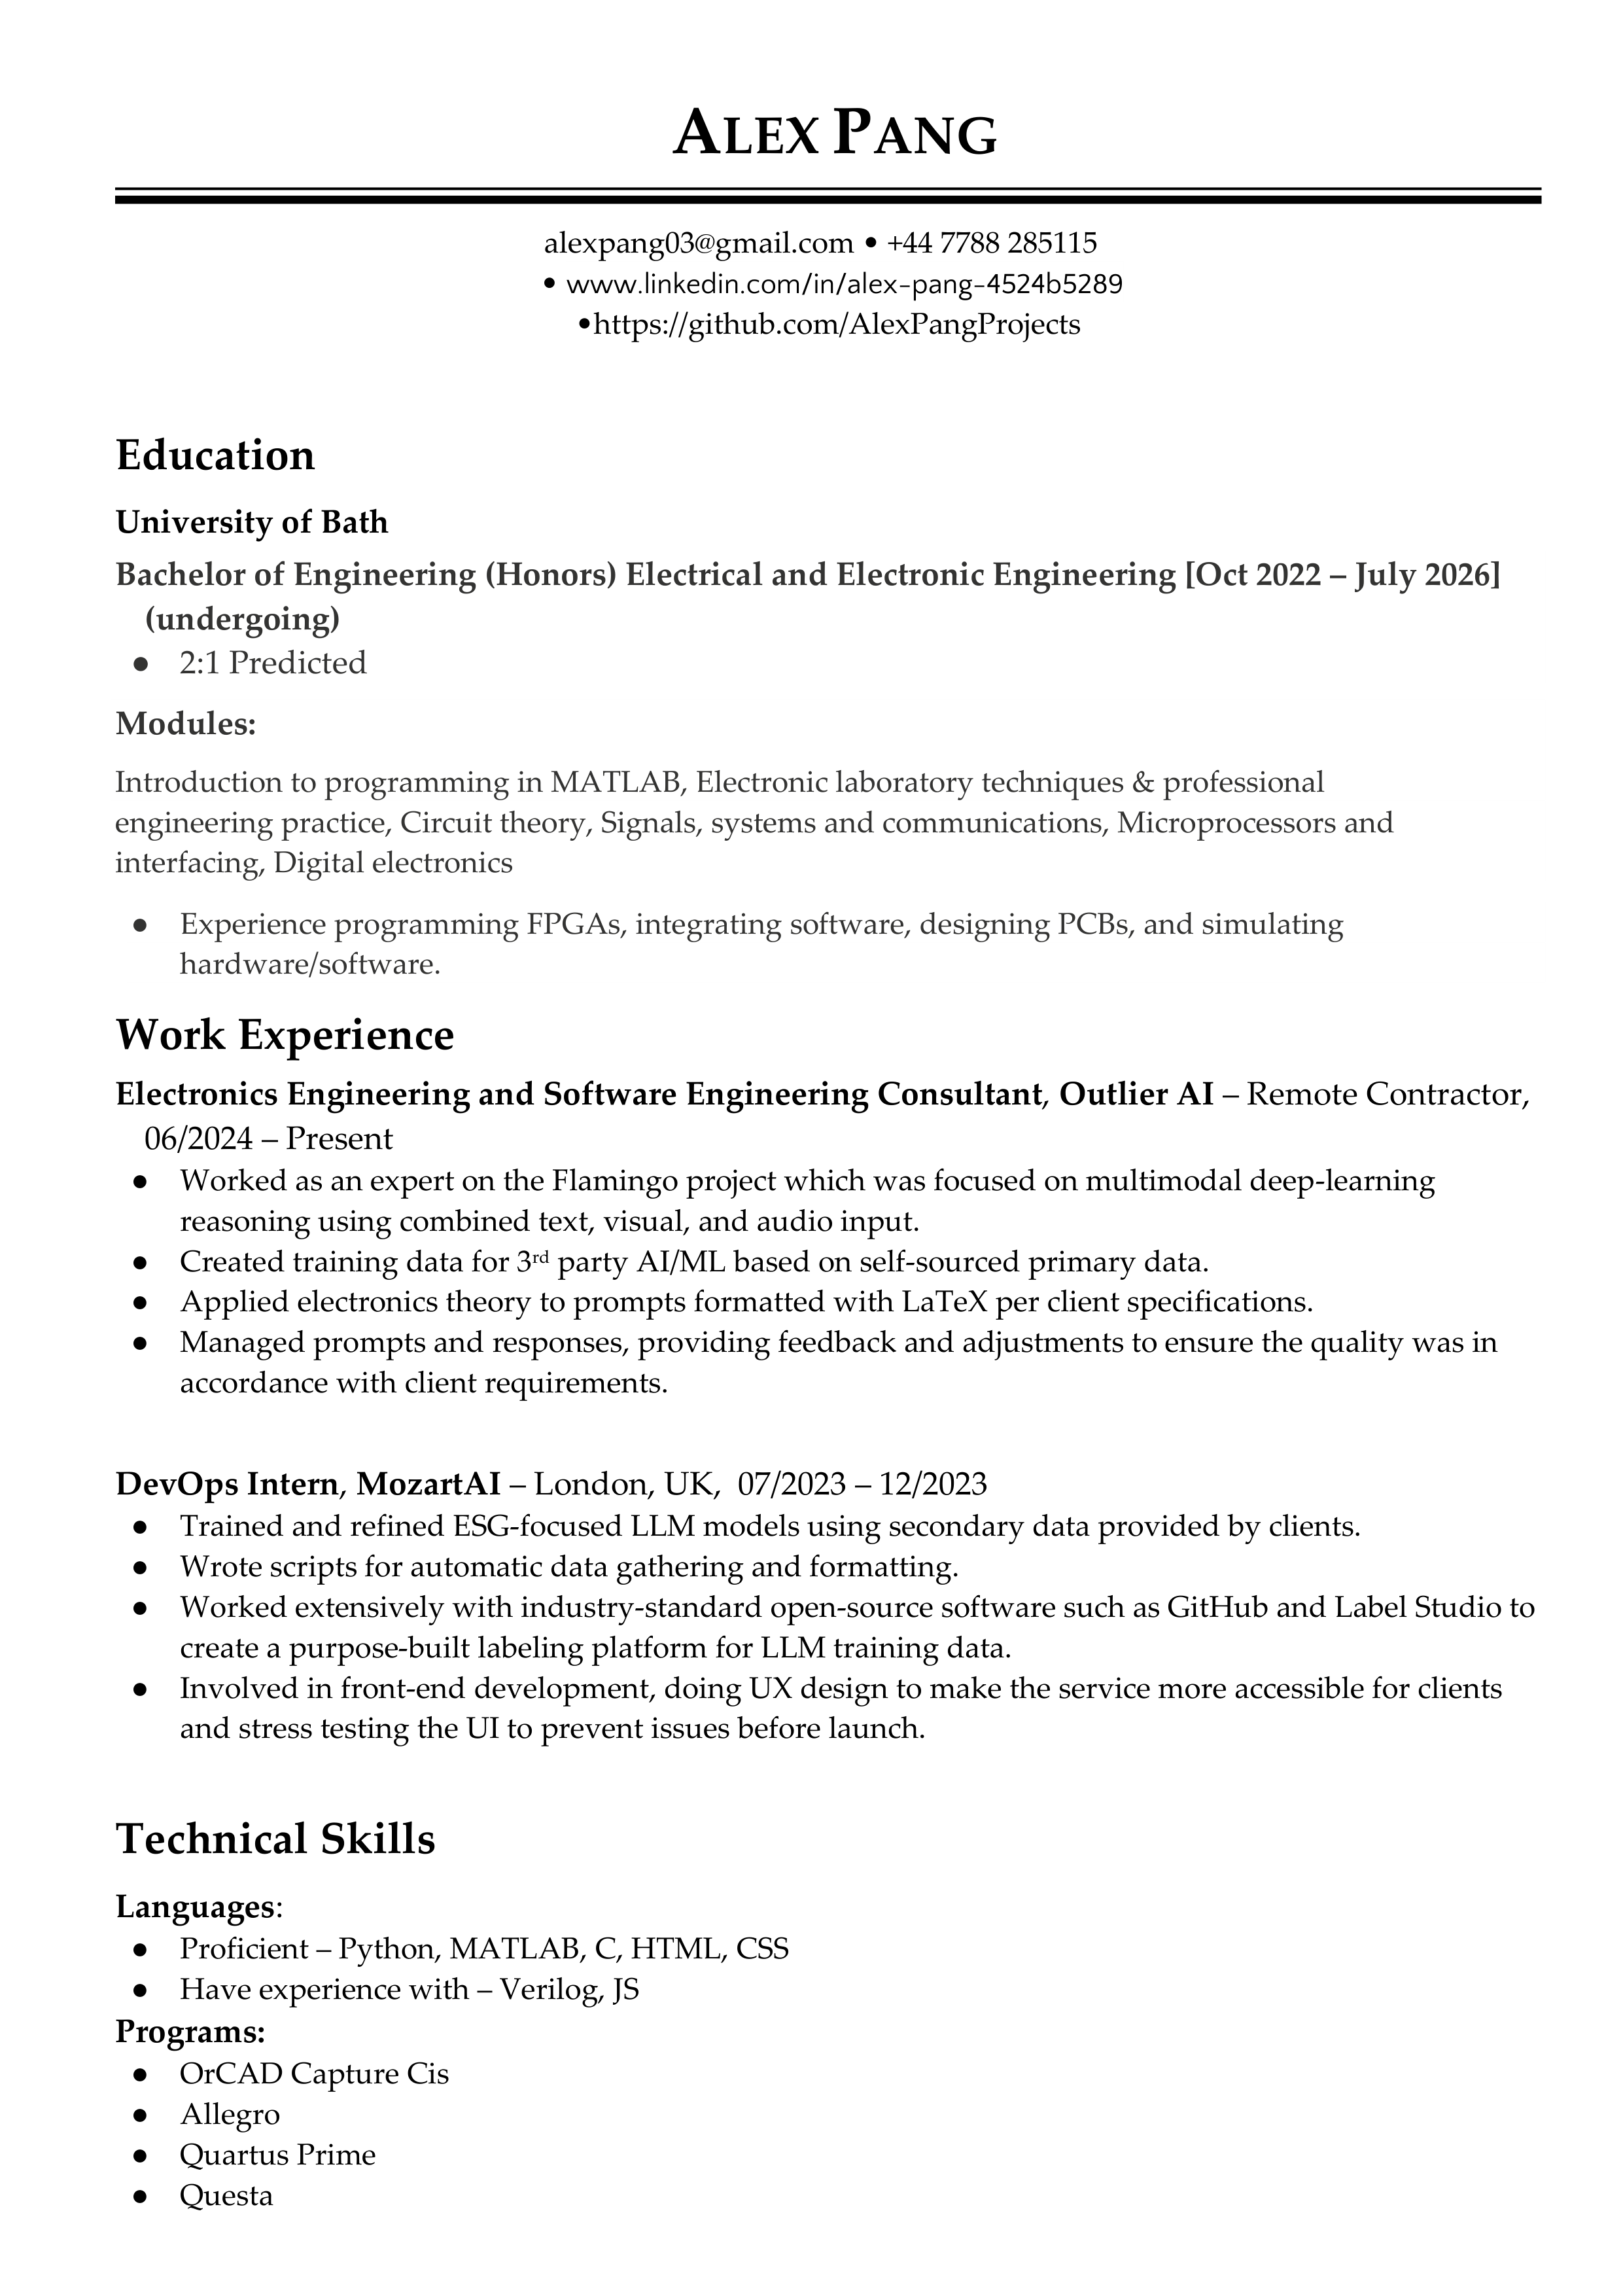 ALEX PANG
alexpang03@gmail.com • +44 7788 285115
• www.linkedin.com/in/alex-pang-4524b5289
•https://github.com/AlexPangProjects
Education
University of Bath
Bachelor of Engineering (Honors) Electrical and Electronic Engineering [Oct 2022 – July 2026]
(undergoing)
● 2:1 Predicted
Modules:
Introduction to programming in MATLAB, Electronic laboratory techniques & professional
engineering practice, Circuit theory, Signals, systems and communications, Microprocessors and
interfacing, Digital electronics
● Experience programming FPGAs, integrating software, designing PCBs, and simulating
hardware/software.
Work Experience
Electronics Engineering and Software Engineering Consultant, Outlier AI – Remote Contractor,
06/2024 – Present
● Worked as an expert on the Flamingo project which was focused on multimodal deep-learning
reasoning using combined text, visual, and audio input.
● Created training data for 3rd party AI/ML based on self-sourced primary data.
● Applied electronics theory to prompts formatted with LaTeX per client specifications.
● Managed prompts and responses, providing feedback and adjustments to ensure the quality was in
accordance with client requirements.
DevOps Intern, MozartAI – London, UK,  07/2023 – 12/2023
● Trained and refined ESG-focused LLM models using secondary data provided by clients.
● Wrote scripts for automatic data gathering and formatting.
● Worked extensively with industry-standard open-source software such as GitHub and Label Studio to
create a purpose-built labeling platform for LLM training data.
● Involved in front-end development, doing UX design to make the service more accessible for clients
and stress testing the UI to prevent issues before launch.
Technical Skills
Languages:
● Proficient – Python, MATLAB, C, HTML, CSS
● Have experience with – Verilog, JS
Programs:
● OrCAD Capture Cis
● Allegro
● Quartus Prime
● Questa